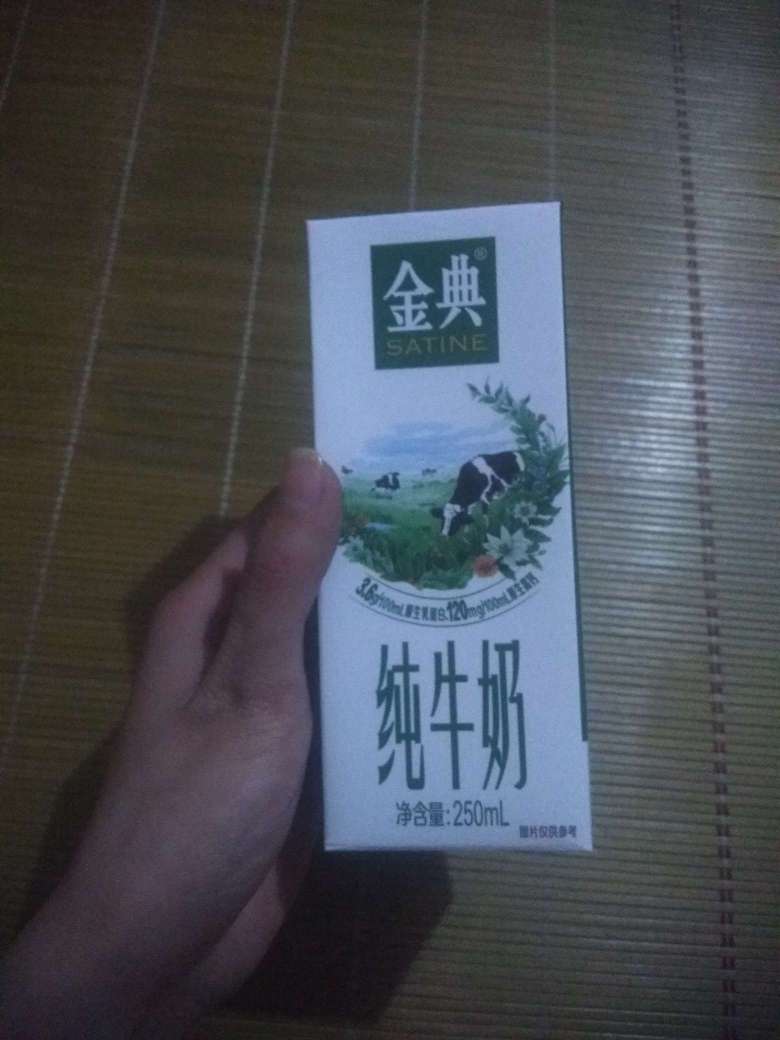 金典®
SATINE
3.6g/100mL原生乳蛋白、120mg/100mL原生高钙
纯牛奶
净含量:250mL
图片仅供参考